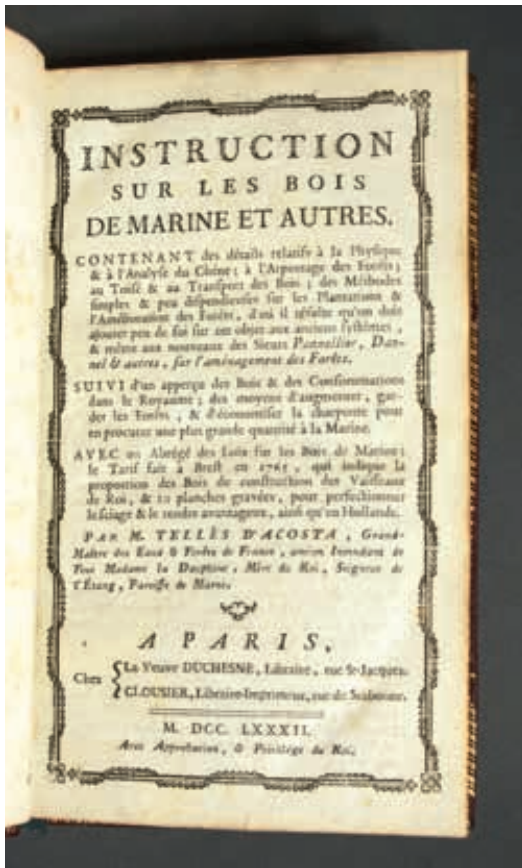 INSTRUCTION
SUR LES BOIS
DE MARINE ET AUTRES.
CONTENANT des détails relatifs à la Physique
& à l'Analyse du Chêne ; à l'Arpentage des Forêts ;
au Toisé & au Transport des Bois ; des Méthodes
simples & peu dispendieuses sur les Plantations &
l'Amélioration des Forêts, d'où il résulte qu'on doit
ajouter peu de foi sur cet objet aux anciens systêmes,
& même aux nouveaux des Sieurs Pannellier, Dan-
nel & autres, sur l'aménagement des Forêts.
SUIVI d'un apperçu des Bois & des Consommations
dans le Royaume ; des moyens d'augmenter, gar-
der les Forêts, & d'économiser la charpente pour
en procurer une plus grande quantité à la Marine.
AVEC un Abrégé des Loix sur les Bois de Marine ;
le Tarif fait à Brest en 1765, qui indique la
proportion des Bois de construction des Vaisseaux
de Roi, & 12 planches gravées, pour perfectionner
le sciage & le rendre avantageux, ainsi qu'en Hollande.
PAR M. TELLÈS D'ACOSTA, Grand-
Maître des Eaux & Forêts de France, ancien Intendant de
Feue Madame la Dauphine, Mère du Roi, Seigneur de
l'Étang, Paroisse de Marne.
A PARIS,
Chez { La Veuve DUCHESNE, Libraire, rue St-Jacques.
CLOUSIER, Libraire-Imprimeur, rue de Sorbonne.
M. DCC. LXXXII.
Avec Approbation, & Privilége du Roi.